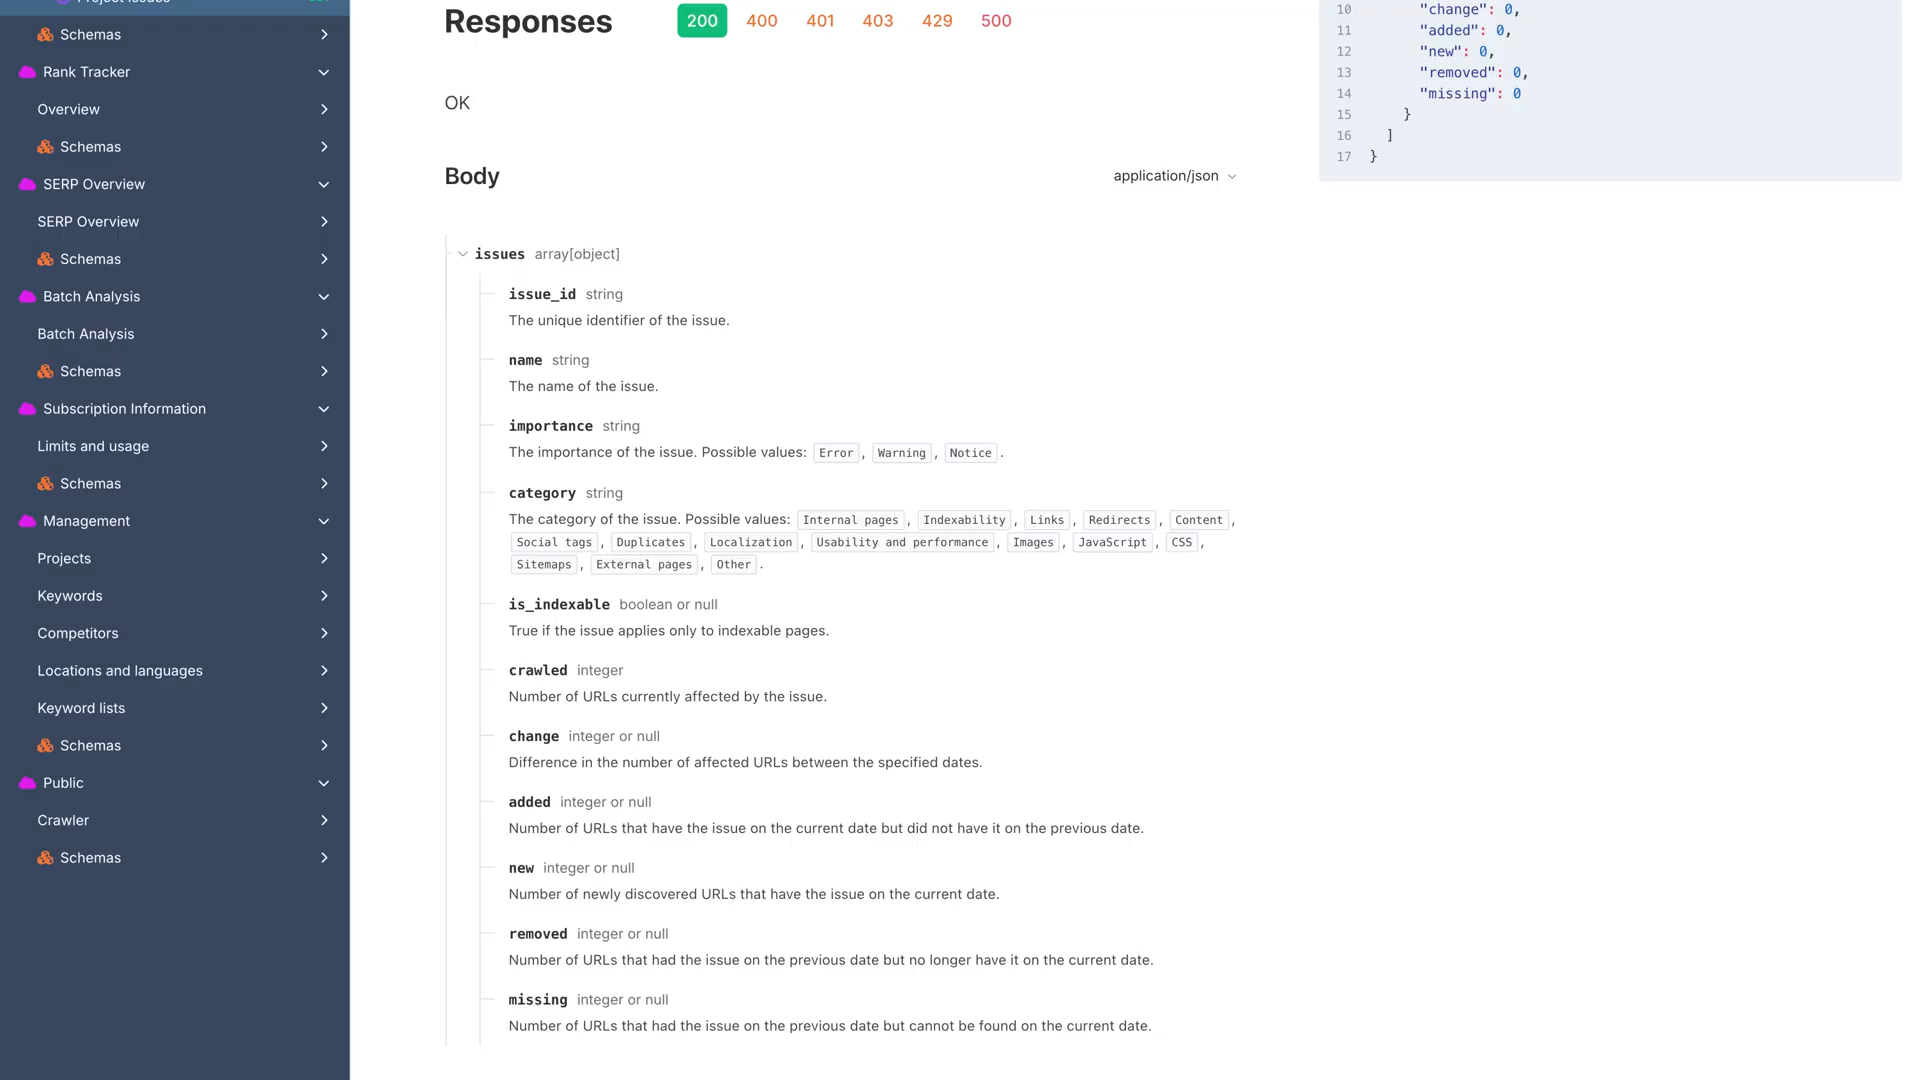 Project Issues
Schemas
Rank Tracker
Overview
Schemas
SERP Overview
SERP Overview
Schemas
Batch Analysis
Batch Analysis
Schemas
Subscription Information
Limits and usage
Schemas
Management
Projects
Keywords
Competitors
Locations and languages
Keyword lists
Schemas
Public
Crawler
Schemas
Responses 200 400 401 403 429 500
OK
Body application/json
issues array[object]
issue_id string
The unique identifier of the issue.
name string
The name of the issue.
importance string
The importance of the issue. Possible values: Error, Warning, Notice.
category string
The category of the issue. Possible values: Internal pages, Indexability, Links, Redirects, Content,
Social tags, Duplicates, Localization, Usability and performance, Images, JavaScript, CSS,
Sitemaps, External pages, Other.
is_indexable boolean or null
True if the issue applies only to indexable pages.
crawled integer
Number of URLs currently affected by the issue.
change integer or null
Difference in the number of affected URLs between the specified dates.
added integer or null
Number of URLs that have the issue on the current date but did not have it on the previous date.
new integer or null
Number of newly discovered URLs that have the issue on the current date.
removed integer or null
Number of URLs that had the issue on the previous date but no longer have it on the current date.
missing integer or null
Number of URLs that had the issue on the previous date but cannot be found on the current date.
10 "change": 0,
11 "added": 0,
12 "new": 0,
13 "removed": 0,
14 "missing": 0
15 }
16 ]
17 }